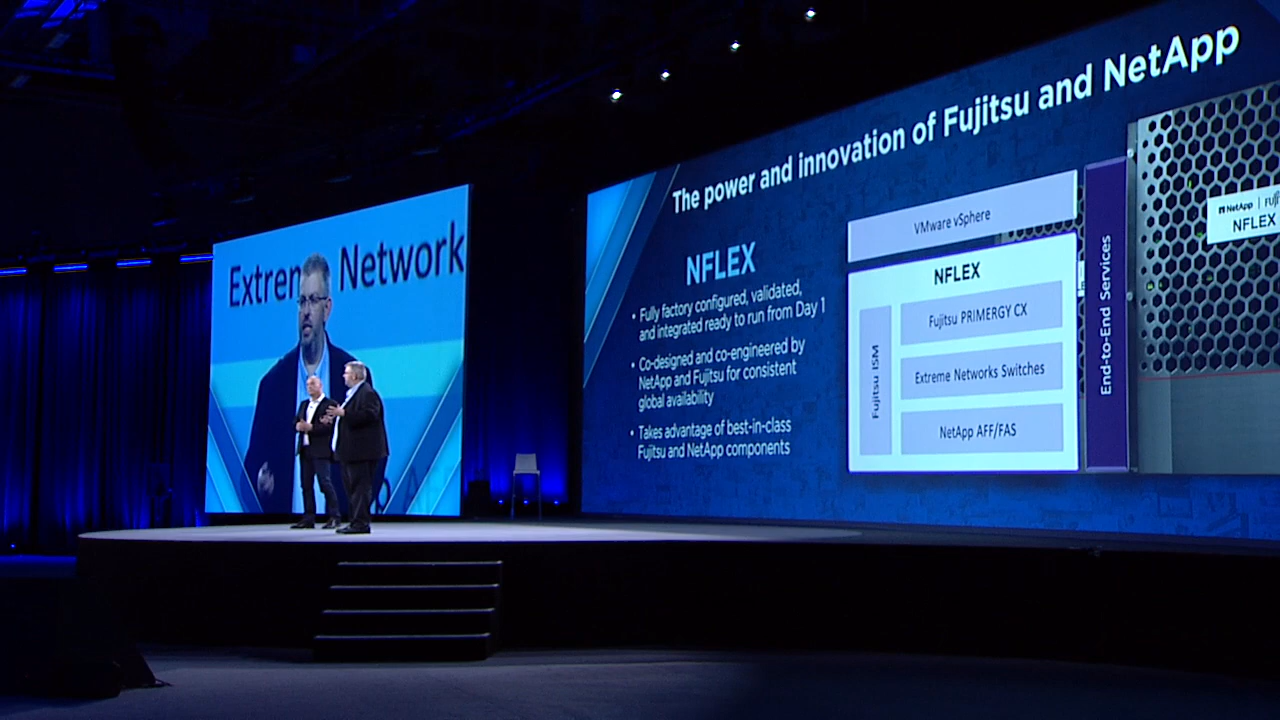 Extrem Network
The power and innovation of Fujitsu and NetApp
NFLEX
• Fully factory configured, validated,
and integrated ready to run from Day 1
• Co-designed and co-engineered by
NetApp and Fujitsu for consistent
global availability
• Takes advantage of best-in-class
Fujitsu and NetApp components
VMware vSphere
NFLEX
Fujitsu ISM
Fujitsu PRIMERGY CX
Extreme Networks Switches
NetApp AFF/FAS
End-to-End Services
NetApp
NFLEX